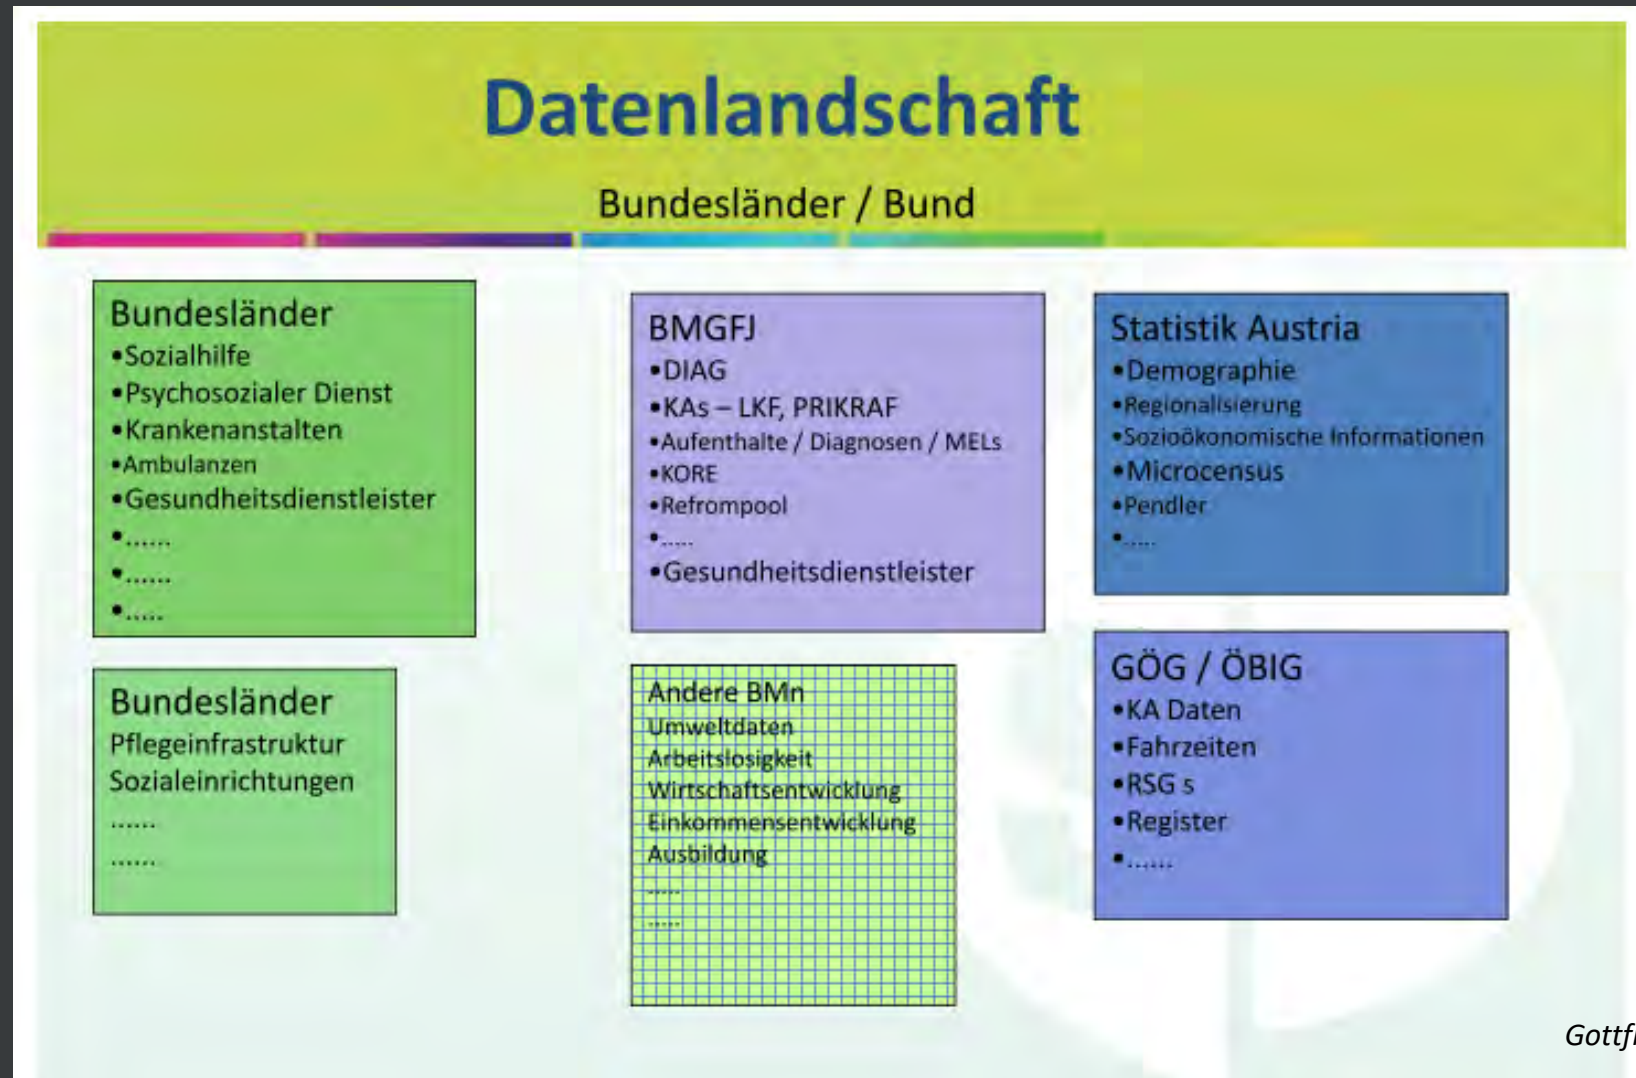 Datenlandschaft
Bundesländer / Bund
Bundesländer
•Sozialhilfe
•Psychosozialer Dienst
•Krankenanstalten
•Ambulanzen
•Gesundheitsdienstleister
•......
•......
•.....
Bundesländer
Pflegeinfrastruktur
Sozialeinrichtungen
......
......
BMGFJ
•DIAG
•KAs – LKF, PRIKRAF
•Aufenthalte / Diagnosen / MELs
•KORE
•Refrompool
•.....
•Gesundheitsdienstleister
Andere BMn
Umweltdaten
Arbeitslosigkeit
Wirtschaftsentwicklung
Einkommensentwicklung
Ausbildung
.....
.....
Statistik Austria
•Demographie
•Regionalisierung
•Sozioökonomische Informationen
•Microcensus
•Pendler
•.....
GÖG / ÖBIG
•KA Daten
•Fahrzeiten
•RSG s
•Register
•......